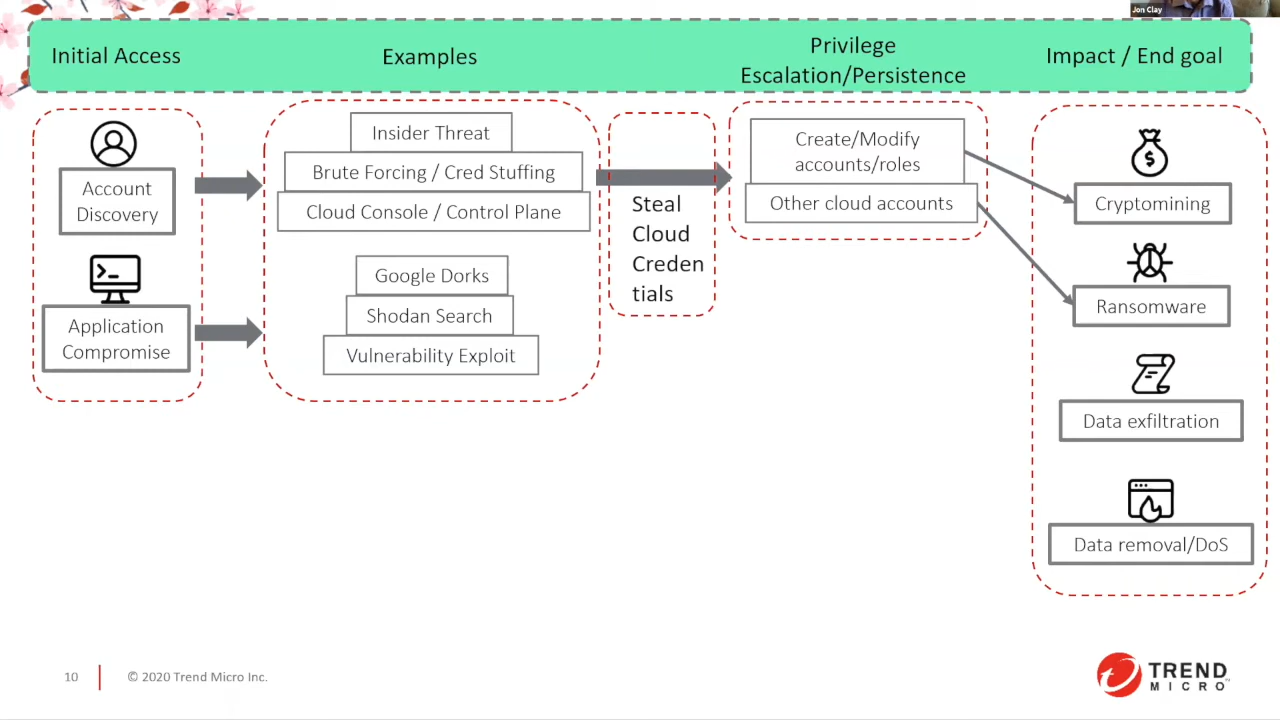 Jon Clay
Initial Access
Examples
Privilege
Escalation/Persistence
Impact / End goal
Account
Discovery
Application
Compromise
Insider Threat
Brute Forcing / Cred Stuffing
Cloud Console / Control Plane
Google Dorks
Shodan Search
Vulnerability Exploit
Steal
Cloud
Creden
tials
Create/Modify
accounts/roles
Other cloud accounts
Cryptomining
Ransomware
Data exfiltration
Data removal/DoS
10
© 2020 Trend Micro Inc.
TREND
MICRO